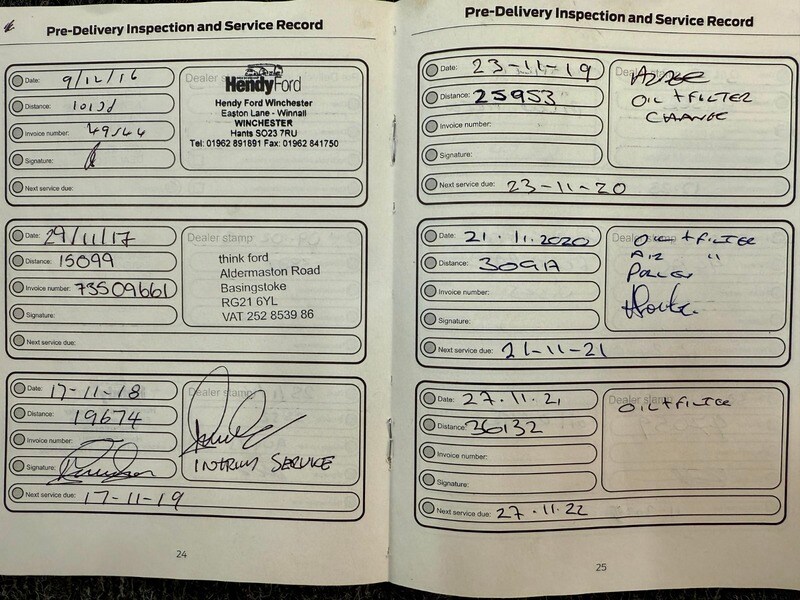 Pre-Delivery Inspection and Service Record
Date: 9/12/16
Distance:
Invoice number:
Signature:
Next service due:
Dealer stamp
HendyFord
Hendy Ford Winchester
Easton Lane - Winnall
WINCHESTER
Hants SO23 7RU
Tel: 01962 891891 Fax: 01962 841750
Date: 29/11/17
Distance: 15099
Invoice number: 73509661
Signature:
Next service due:
Dealer stamp
think ford
Aldermaston Road
Basingstoke
RG21 6YL
VAT 252 8539 86
Date: 17-11-18
Distance: 19674
Invoice number:
Signature:
Next service due: 17-11-19
Dealer stamp
INTRIM SERVICE
24
Pre-Delivery Inspection and Service Record
Date: 23-11-19
Distance: 25953
Invoice number:
Signature:
Next service due: 23-11-20
Dealer stamp
OIL + FILTER
CHANGE
Date: 21.11.2020
Distance:
Invoice number:
Signature:
Next service due: 21-11-21
OIL + FILTER
AIR "
POLLEN
Date: 27.11.21
Distance: 36132
Invoice number:
Signature:
Next service due: 27.11.22
Dealer stamp
OIL + FILTER
25